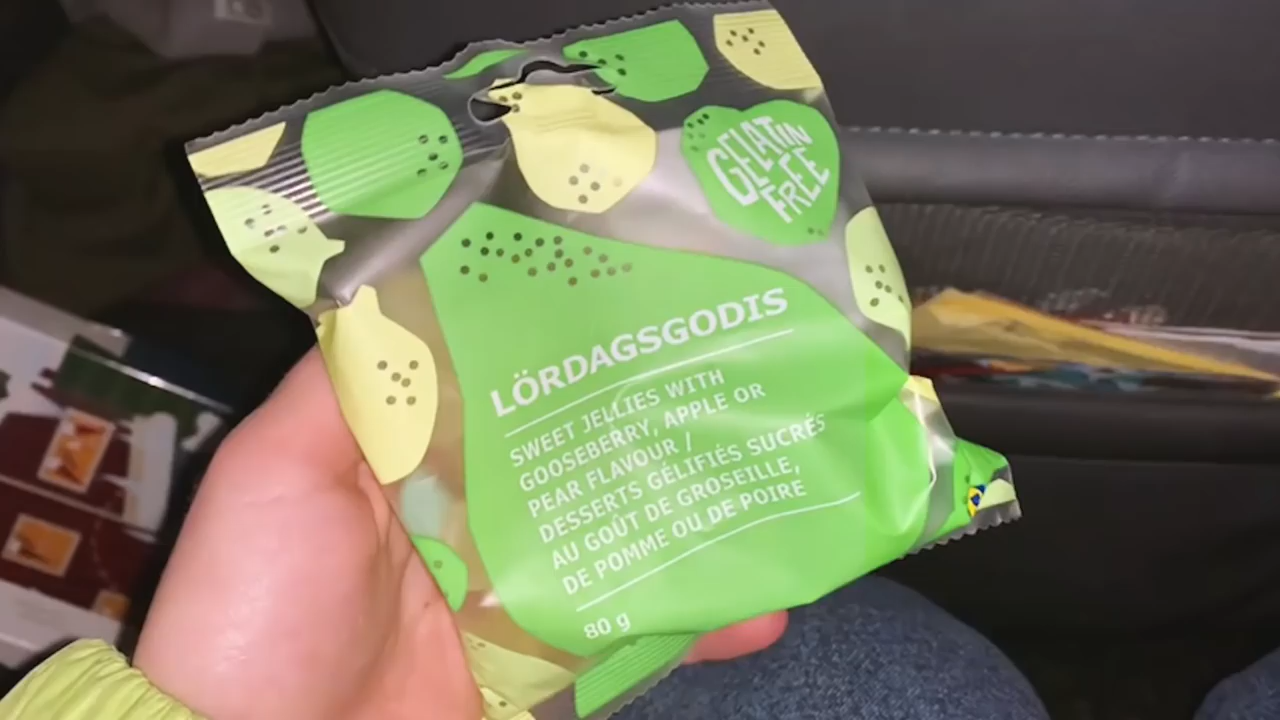 GELATIN
FREE
LÖRDAGSGODIS
SWEET JELLIES WITH
GOOSEBERRY, APPLE OR
PEAR FLAVOUR /
DESSERTS GÉLIFIÉS SUCRÉS
AU GOÛT DE GROSEILLE,
DE POMME OU DE POIRE
80 g